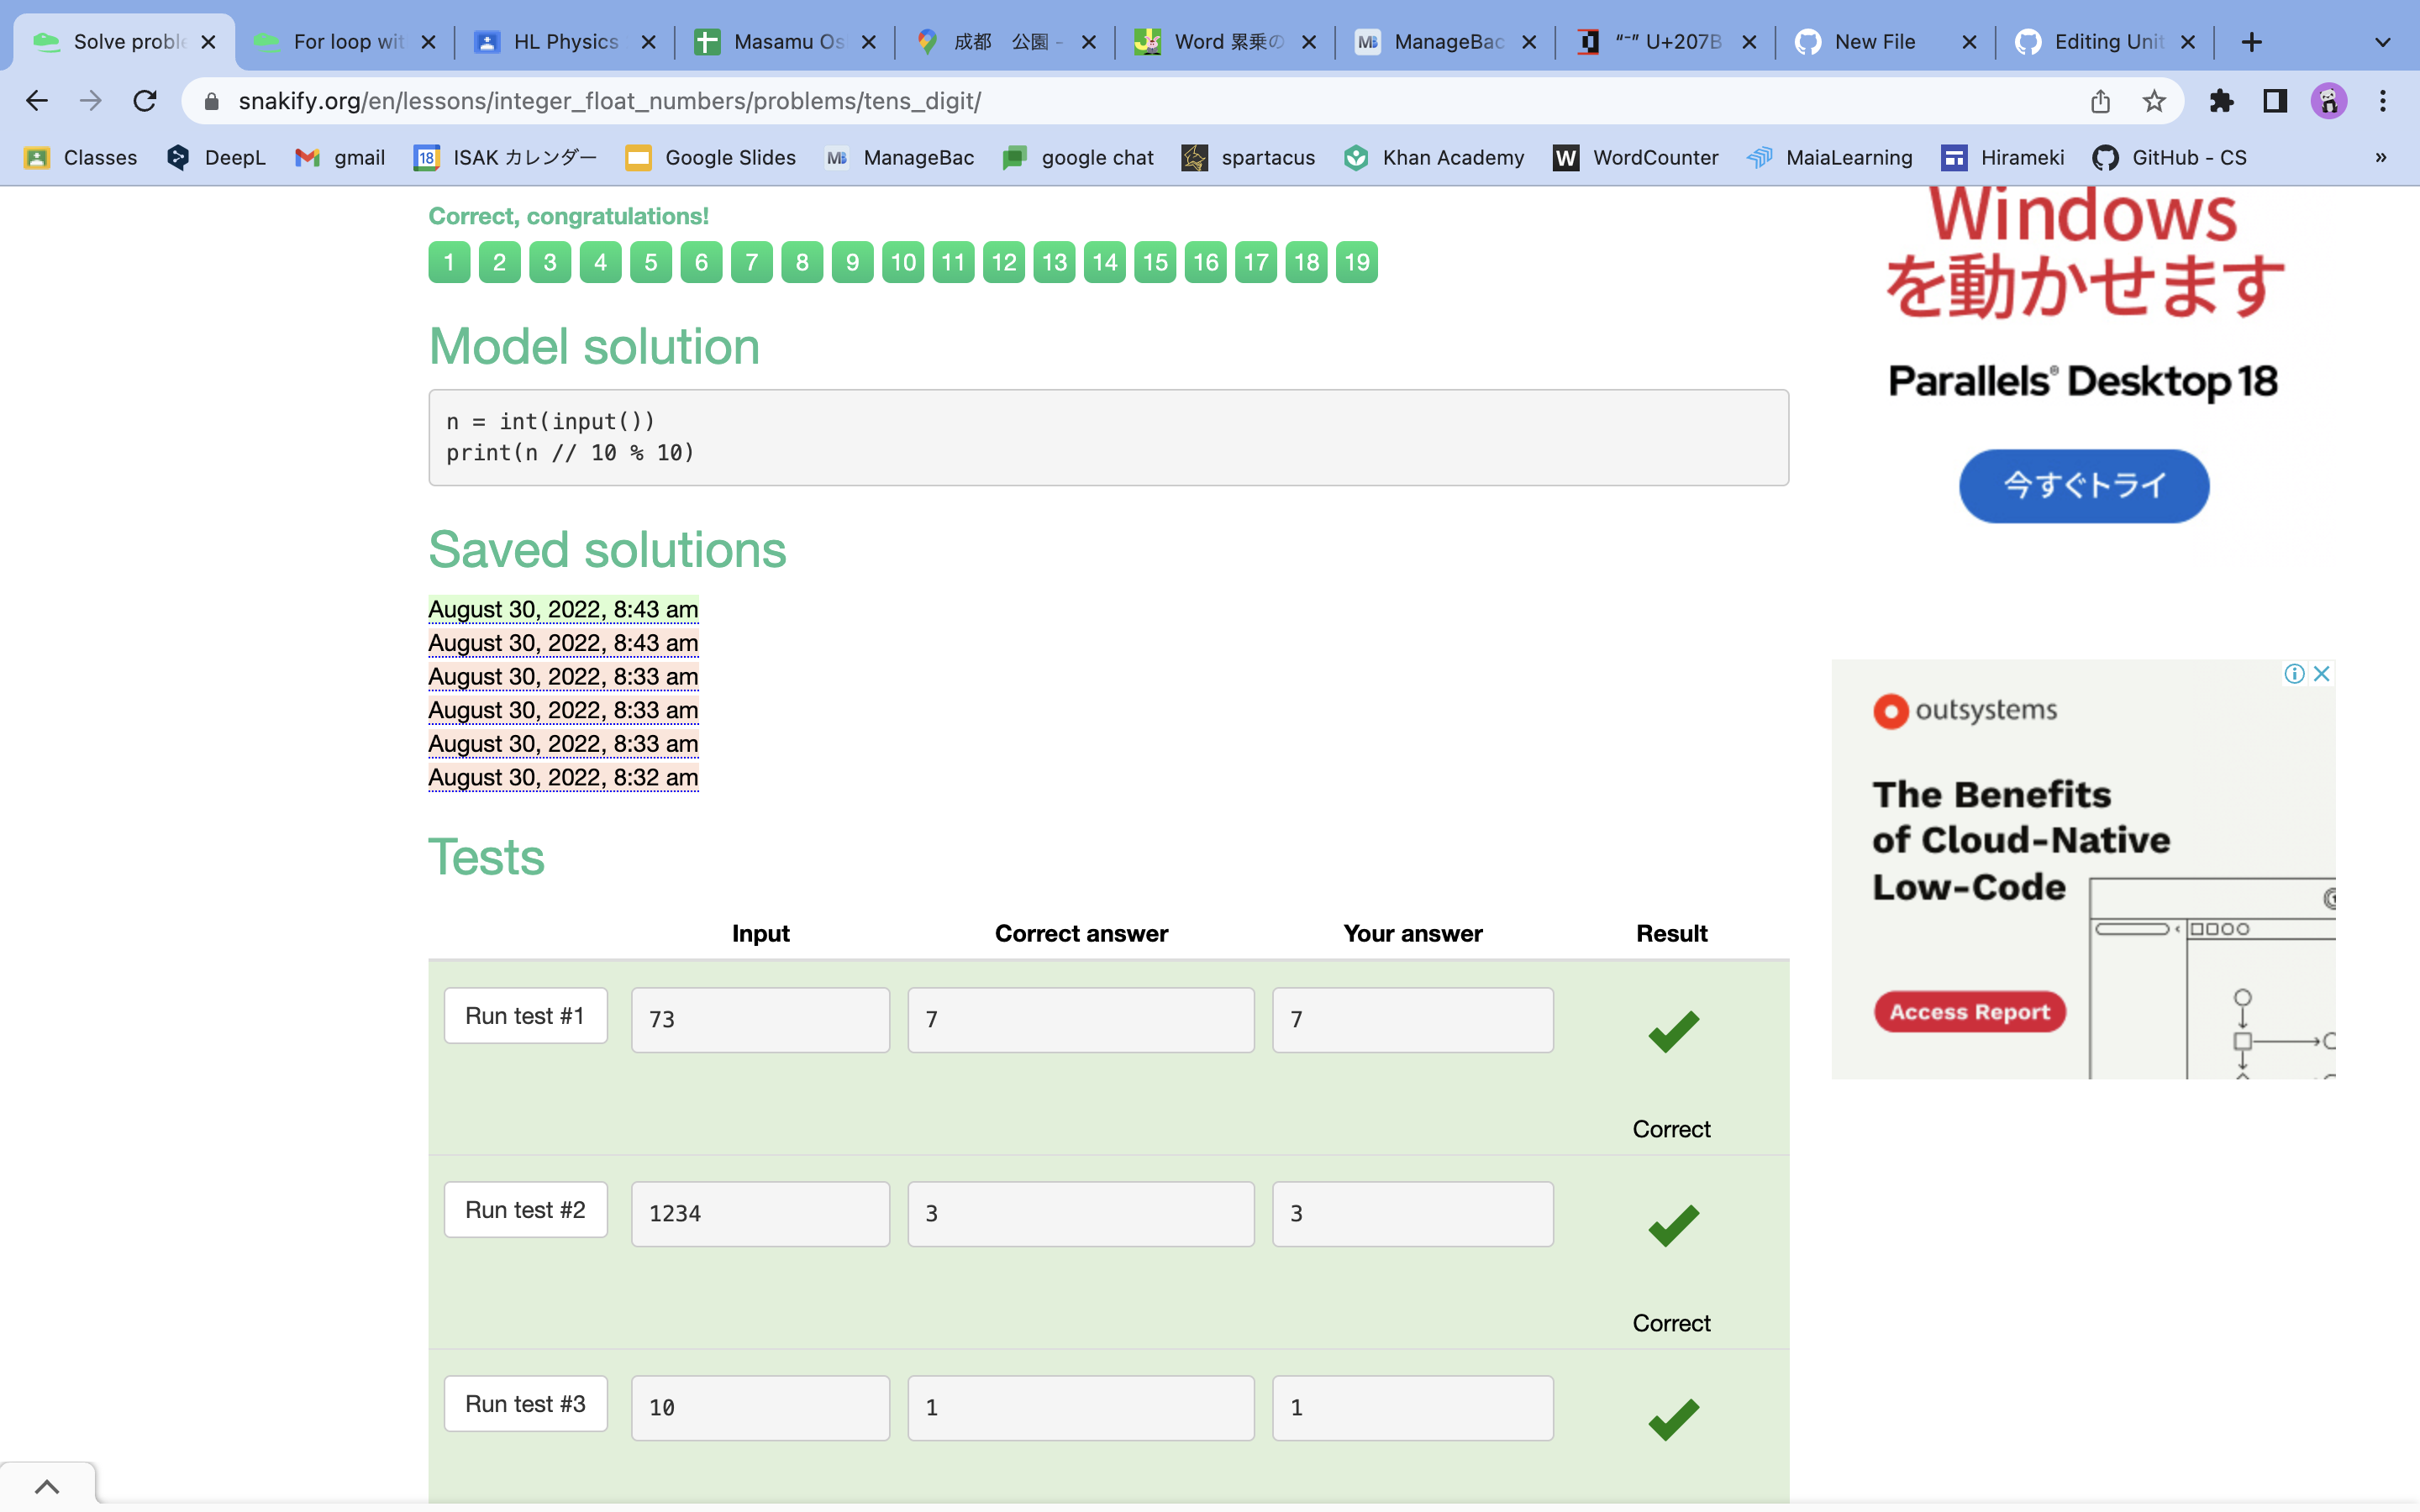 Solve proble
For loop wit
HL Physics
Masamu Os
成都　公園 -
Word 累乗の
ManageBac
“⁻” U+207B
New File
Editing Unit
snakify.org/en/lessons/integer_float_numbers/problems/tens_digit/
Classes
DeepL
gmail
18
ISAK カレンダー
Google Slides
MB
ManageBac
google chat
spartacus
Khan Academy
W
WordCounter
MaiaLearning
Hirameki
GitHub - CS
»
Correct, congratulations!
1 2 3 4 5 6 7 8 9 10 11 12 13 14 15 16 17 18 19
Model solution
n = int(input())
print(n // 10 % 10)
Saved solutions
August 30, 2022, 8:43 am
August 30, 2022, 8:43 am
August 30, 2022, 8:33 am
August 30, 2022, 8:33 am
August 30, 2022, 8:33 am
August 30, 2022, 8:32 am
Tests
Input Correct answer Your answer Result
Run test #1 73 7 7
Correct
Run test #2 1234 3 3
Correct
Run test #3 10 1 1
Windows
を動かせます
Parallels® Desktop 18
今すぐトライ
outsystems
The Benefits
of Cloud-Native
Low-Code
Access Report